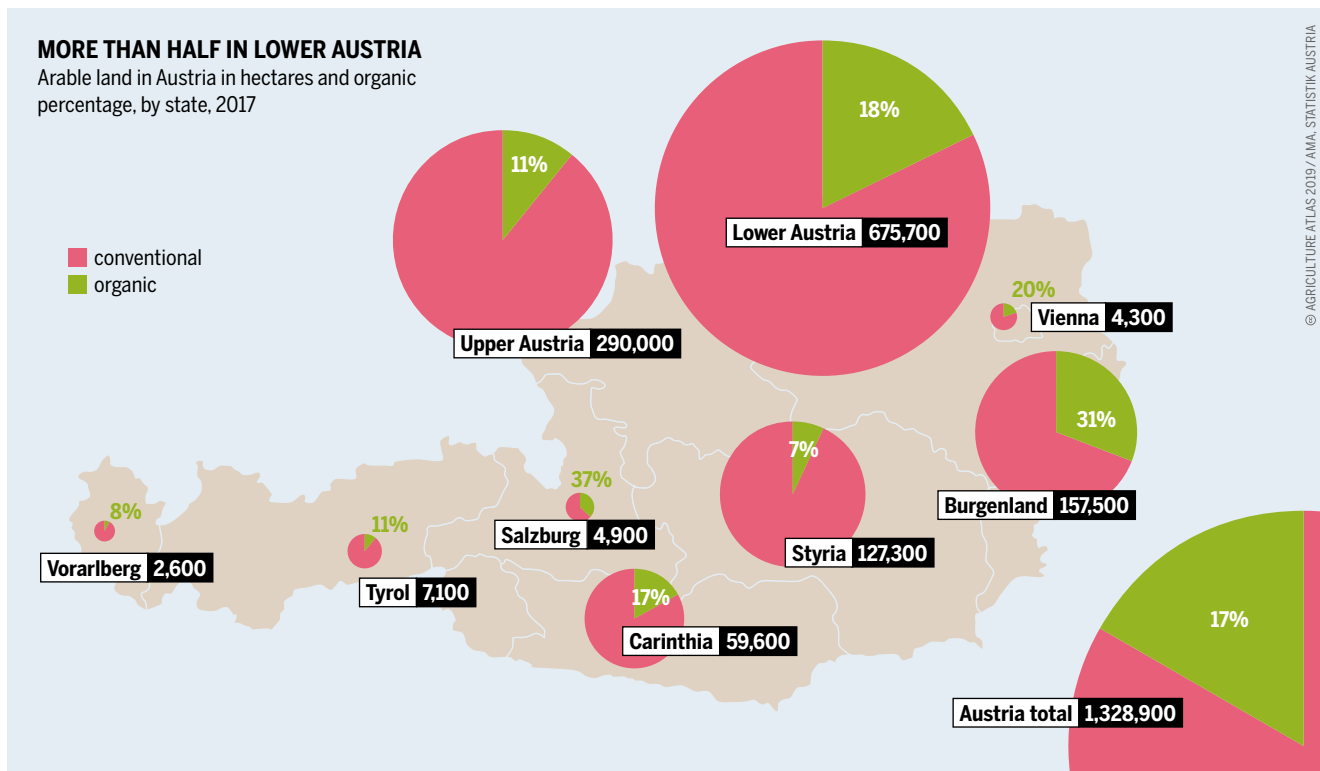 MORE THAN HALF IN LOWER AUSTRIA
Arable land in Austria in hectares and organic
percentage, by state, 2017
conventional
organic
11%
Upper Austria 290,000
18%
Lower Austria 675,700
20%
Vienna 4,300
31%
Burgenland 157,500
7%
Styria 127,300
37%
Salzburg 4,900
8%
Vorarlberg 2,600
11%
Tyrol 7,100
17%
Carinthia 59,600
17%
Austria total 1,328,900
AGRICULTURE ATLAS 2019 / AMA, STATISTIK AUSTRIA